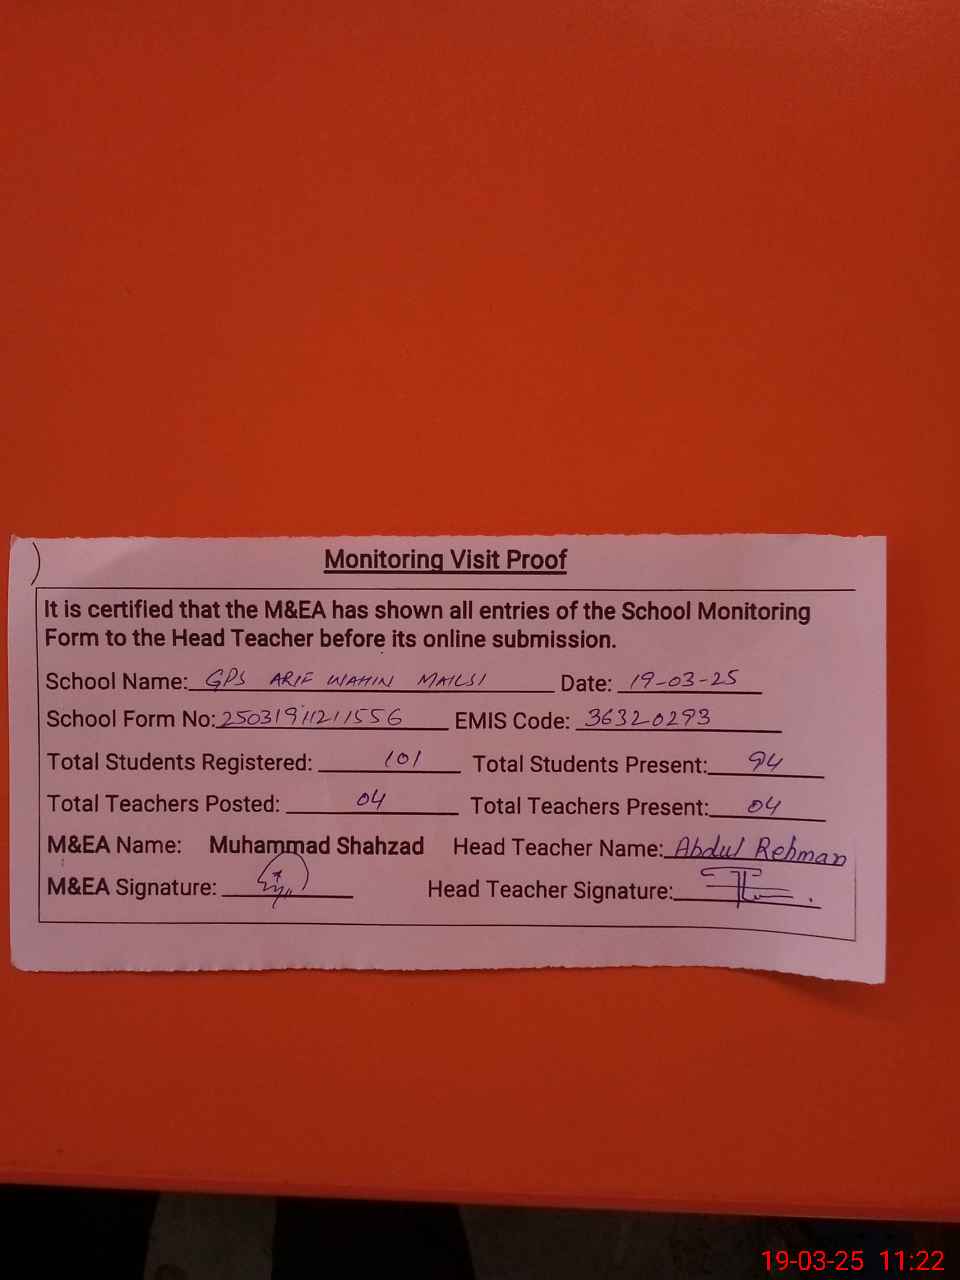 Monitoring Visit Proof
It is certified that the M&EA has shown all entries of the School Monitoring
Form to the Head Teacher before its online submission.
School Name: GPS ARIF WAHIN MAILSI Date: 19-03-25
School Form No: 25031911211556 EMIS Code: 36320293
Total Students Registered: 101 Total Students Present: 94
Total Teachers Posted: 04 Total Teachers Present: 04
M&EA Name: Muhammad Shahzad Head Teacher Name: Abdul Rehman
M&EA Signature: Head Teacher Signature:
19-03-25 11:22